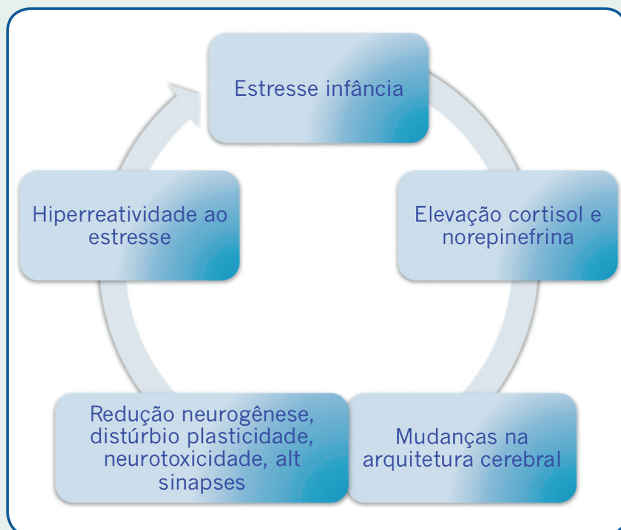 Estresse infância
Elevação cortisol e
norepinefrina
Mudanças na
arquitetura cerebral
Redução neurogênese,
distúrbio plasticidade,
neurotoxicidade, alt
sinapses
Hiperreatividade ao
estresse